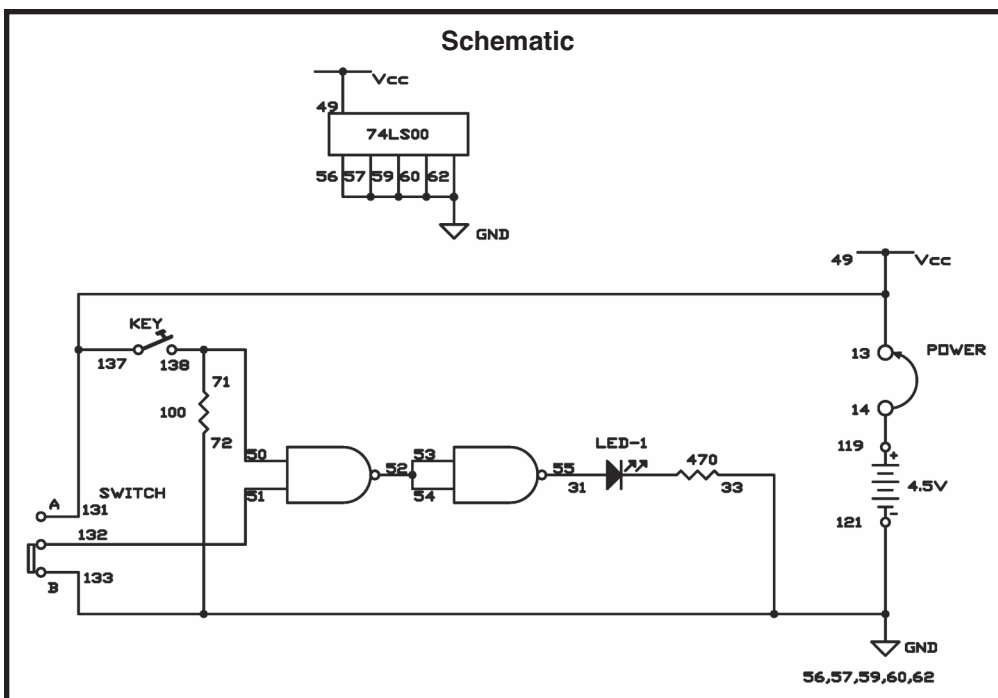 Schematic
Vcc
49
74LS00
56 57 59 60 62
GND
49 Vcc
KEY
137 138
13 POWER
71
100
72
14
119
+
4.5V
-
121
50
51
52
53
54
55
31
LED-1
470
33
SWITCH
A
131
132
133
B
GND
56,57,59,60,62